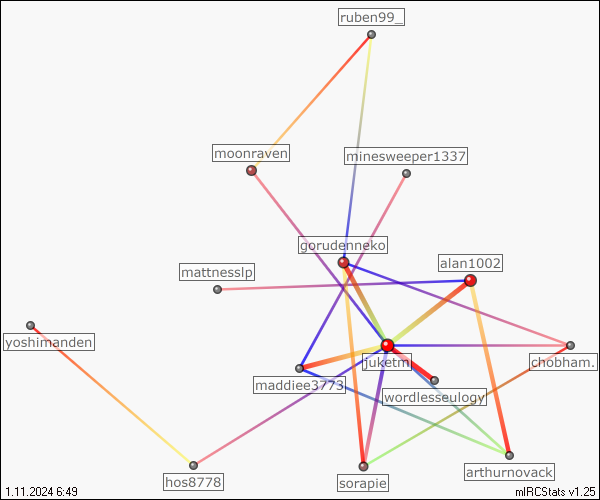 ruben99_
moonraven
minesweeper1337
gorudenneko
alan1002
mattnesslp
yoshimanden
juketm
chobham.
maddiee3773
wordlesseulogy
arthurnovack
hos8778
sorapie
1.11.2024 6:49
mIRCStats v1.25